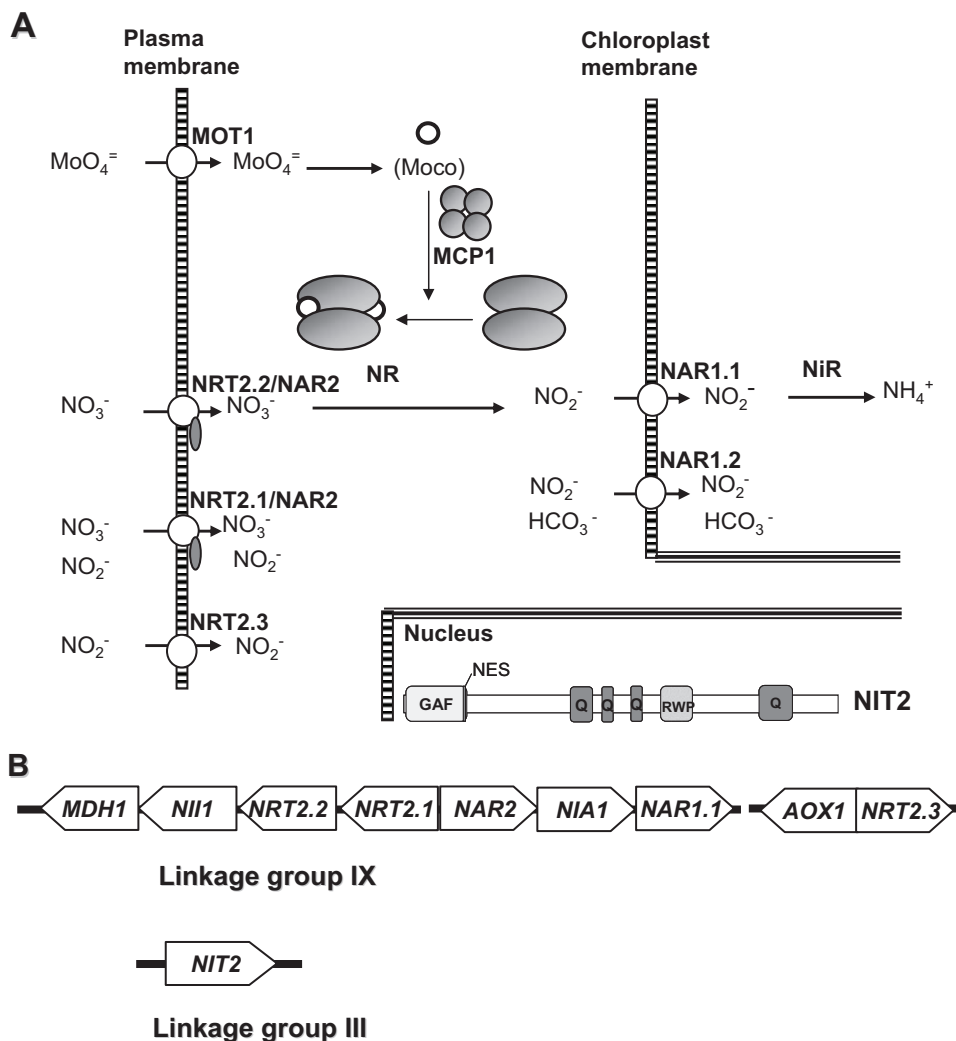 A
Plasma
membrane
Chloroplast
membrane
MOT1
MoO₄⁼ MoO₄⁼ (Moco)
MCP1
NR
NRT2.2/NAR2
NO₃⁻ NO₃⁻
NAR1.1
NiR
NO₂⁻ NO₂⁻ NH₄⁺
NAR1.2
NO₂⁻ NO₂⁻
HCO₃⁻ HCO₃⁻
NRT2.1/NAR2
NO₃⁻ NO₃⁻
NO₂⁻ NO₂⁻
NRT2.3
NO₂⁻ NO₂⁻
Nucleus
NES
GAF Q Q Q RWP Q NIT2
B
MDH1 NII1 NRT2.2 NRT2.1 NAR2 NIA1 NAR1.1 AOX1 NRT2.3
Linkage group IX
NIT2
Linkage group III